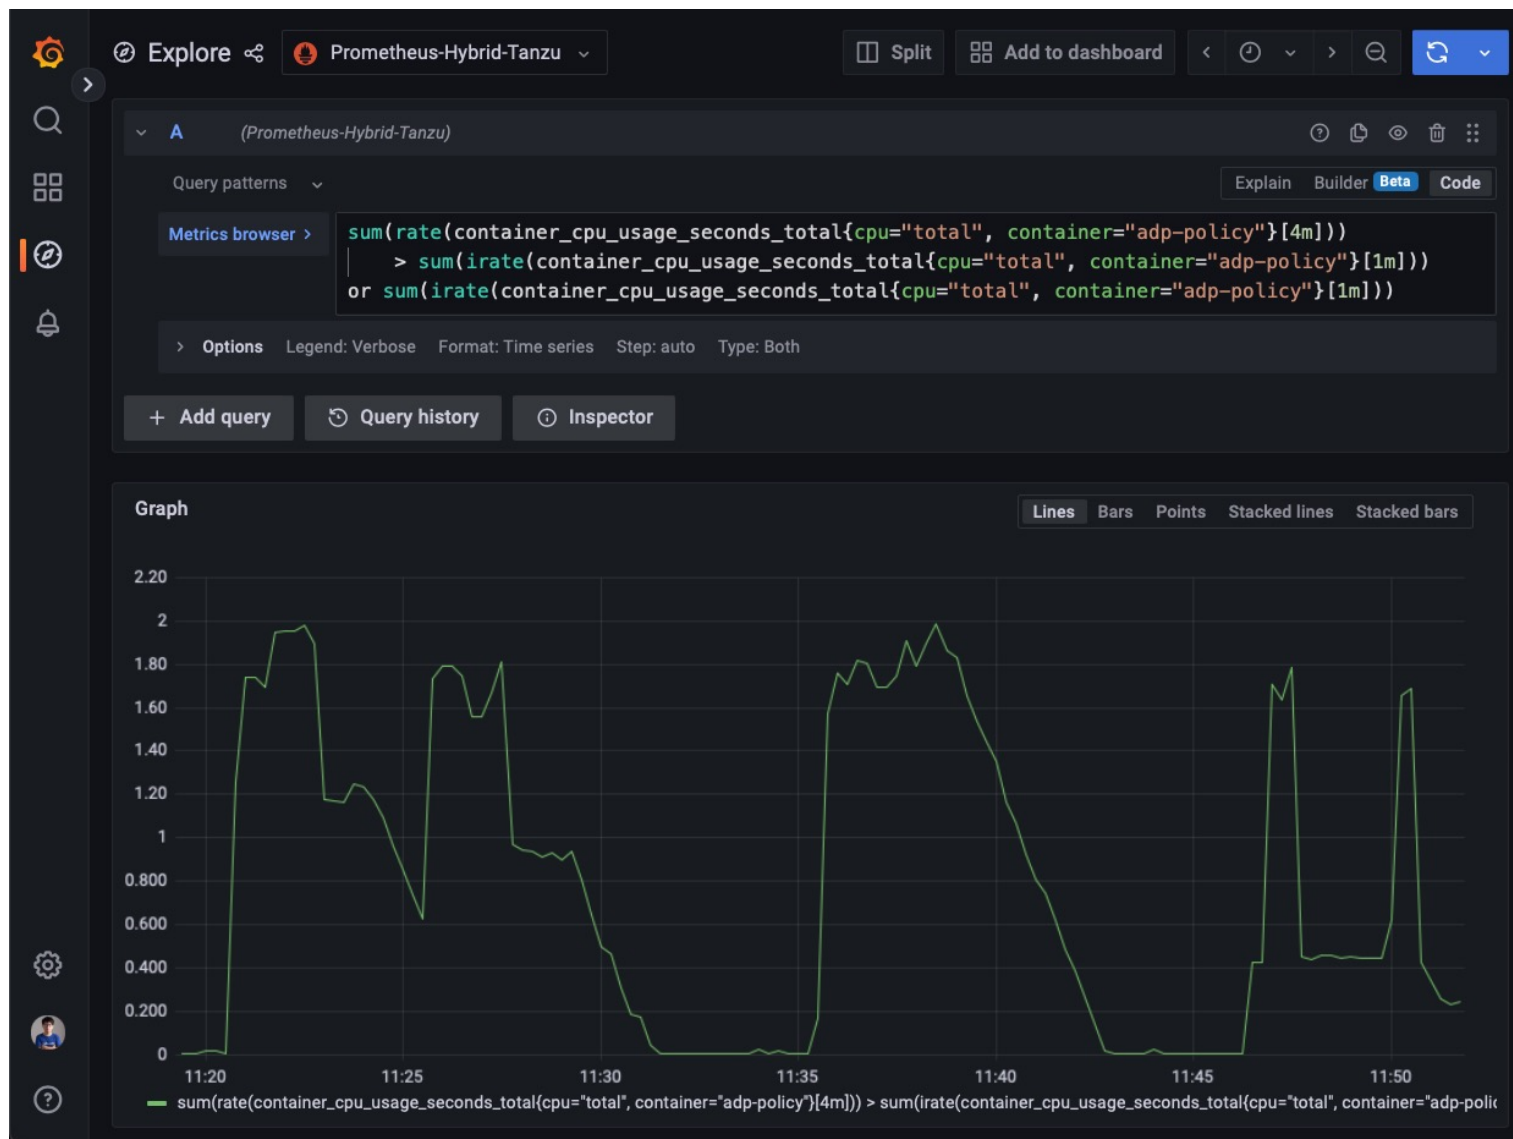 Explore
Prometheus-Hybrid-Tanzu
Split
Add to dashboard
A
(Prometheus-Hybrid-Tanzu)
Query patterns
Explain
Builder
Beta
Code
Metrics browser >
sum(rate(container_cpu_usage_seconds_total{cpu="total", container="adp-policy"}[4m]))
> sum(irate(container_cpu_usage_seconds_total{cpu="total", container="adp-policy"}[1m]))
or sum(irate(container_cpu_usage_seconds_total{cpu="total", container="adp-policy"}[1m]))
Options Legend: Verbose Format: Time series Step: auto Type: Both
+ Add query
Query history
Inspector
Graph
Lines Bars Points Stacked lines Stacked bars
2.20
2
1.80
1.60
1.40
1.20
1
0.800
0.600
0.400
0.200
0
11:20 11:25 11:30 11:35 11:40 11:45 11:50
sum(rate(container_cpu_usage_seconds_total{cpu="total", container="adp-policy"}[4m])) > sum(irate(container_cpu_usage_seconds_total{cpu="total", container="adp-polic